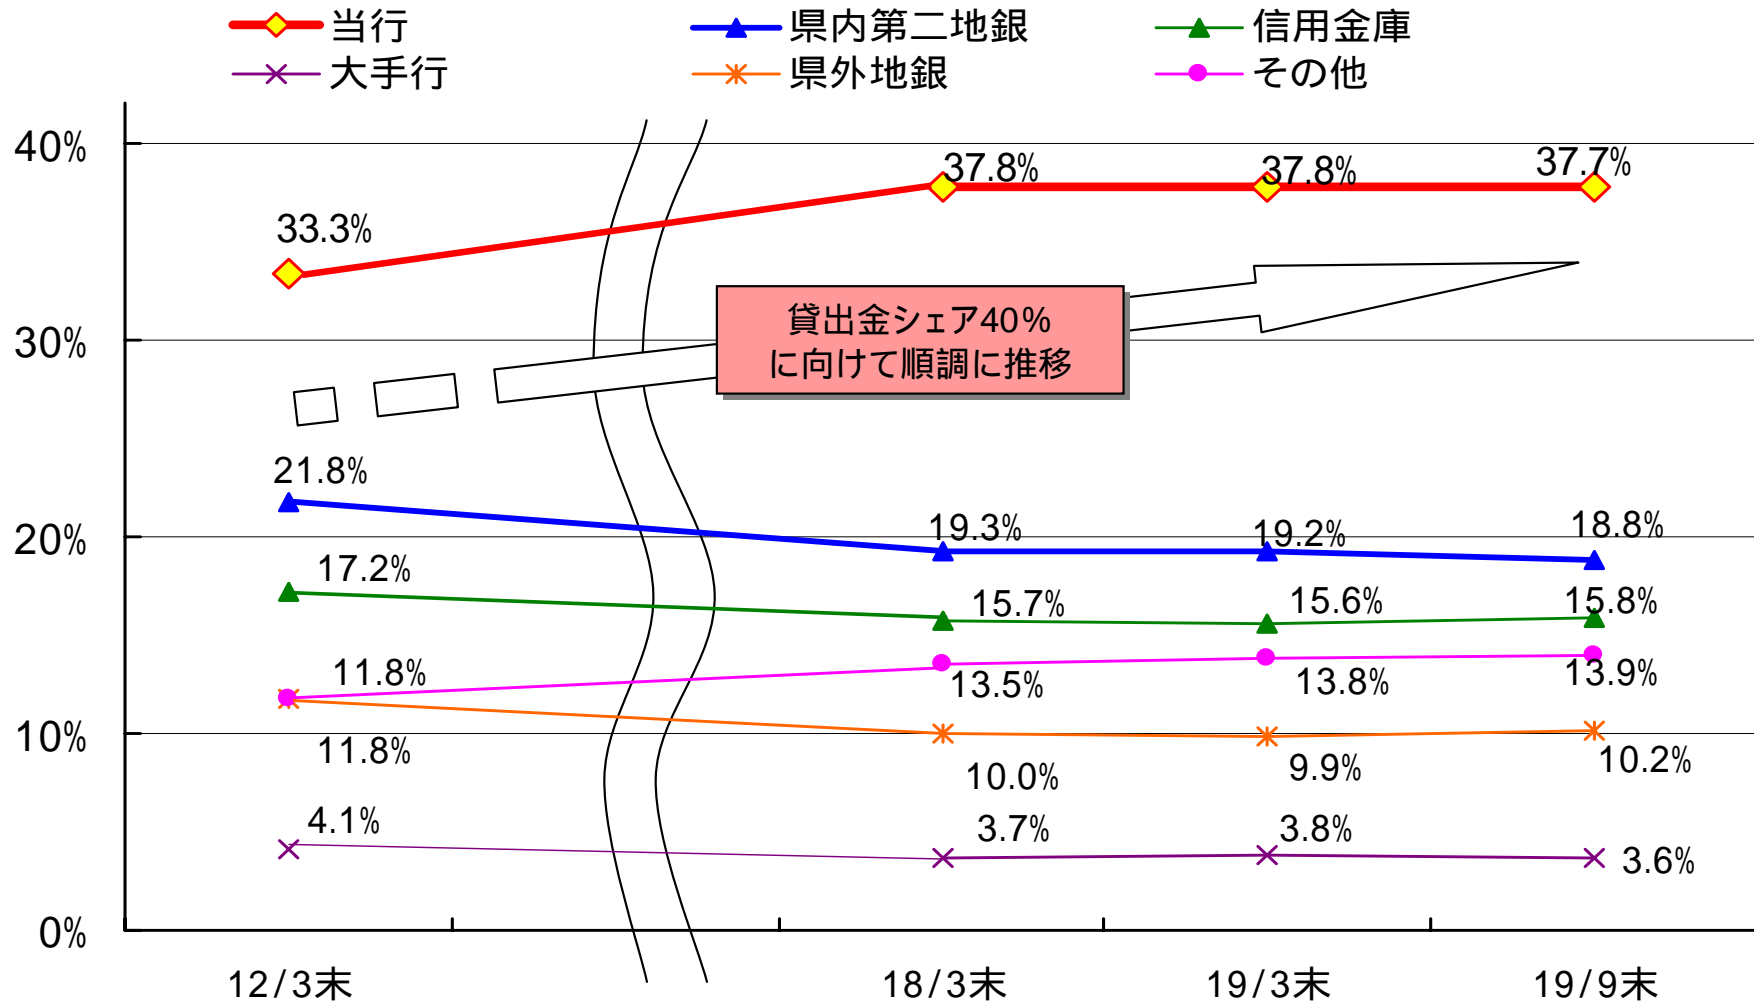 当行 県内第二地銀 信用金庫
大手行 県外地銀 その他
40%
37.8% 37.8% 37.7%
33.3%
貸出金シェア40%
に向けて順調に推移
30%
21.8%
19.3% 19.2% 18.8%
20%
17.2%
15.7% 15.6% 15.8%
11.8%
13.5% 13.8% 13.9%
10%
11.8%
10.0% 9.9% 10.2%
4.1%
3.7% 3.8% 3.6%
0%
12/3末 18/3末 19/3末 19/9末